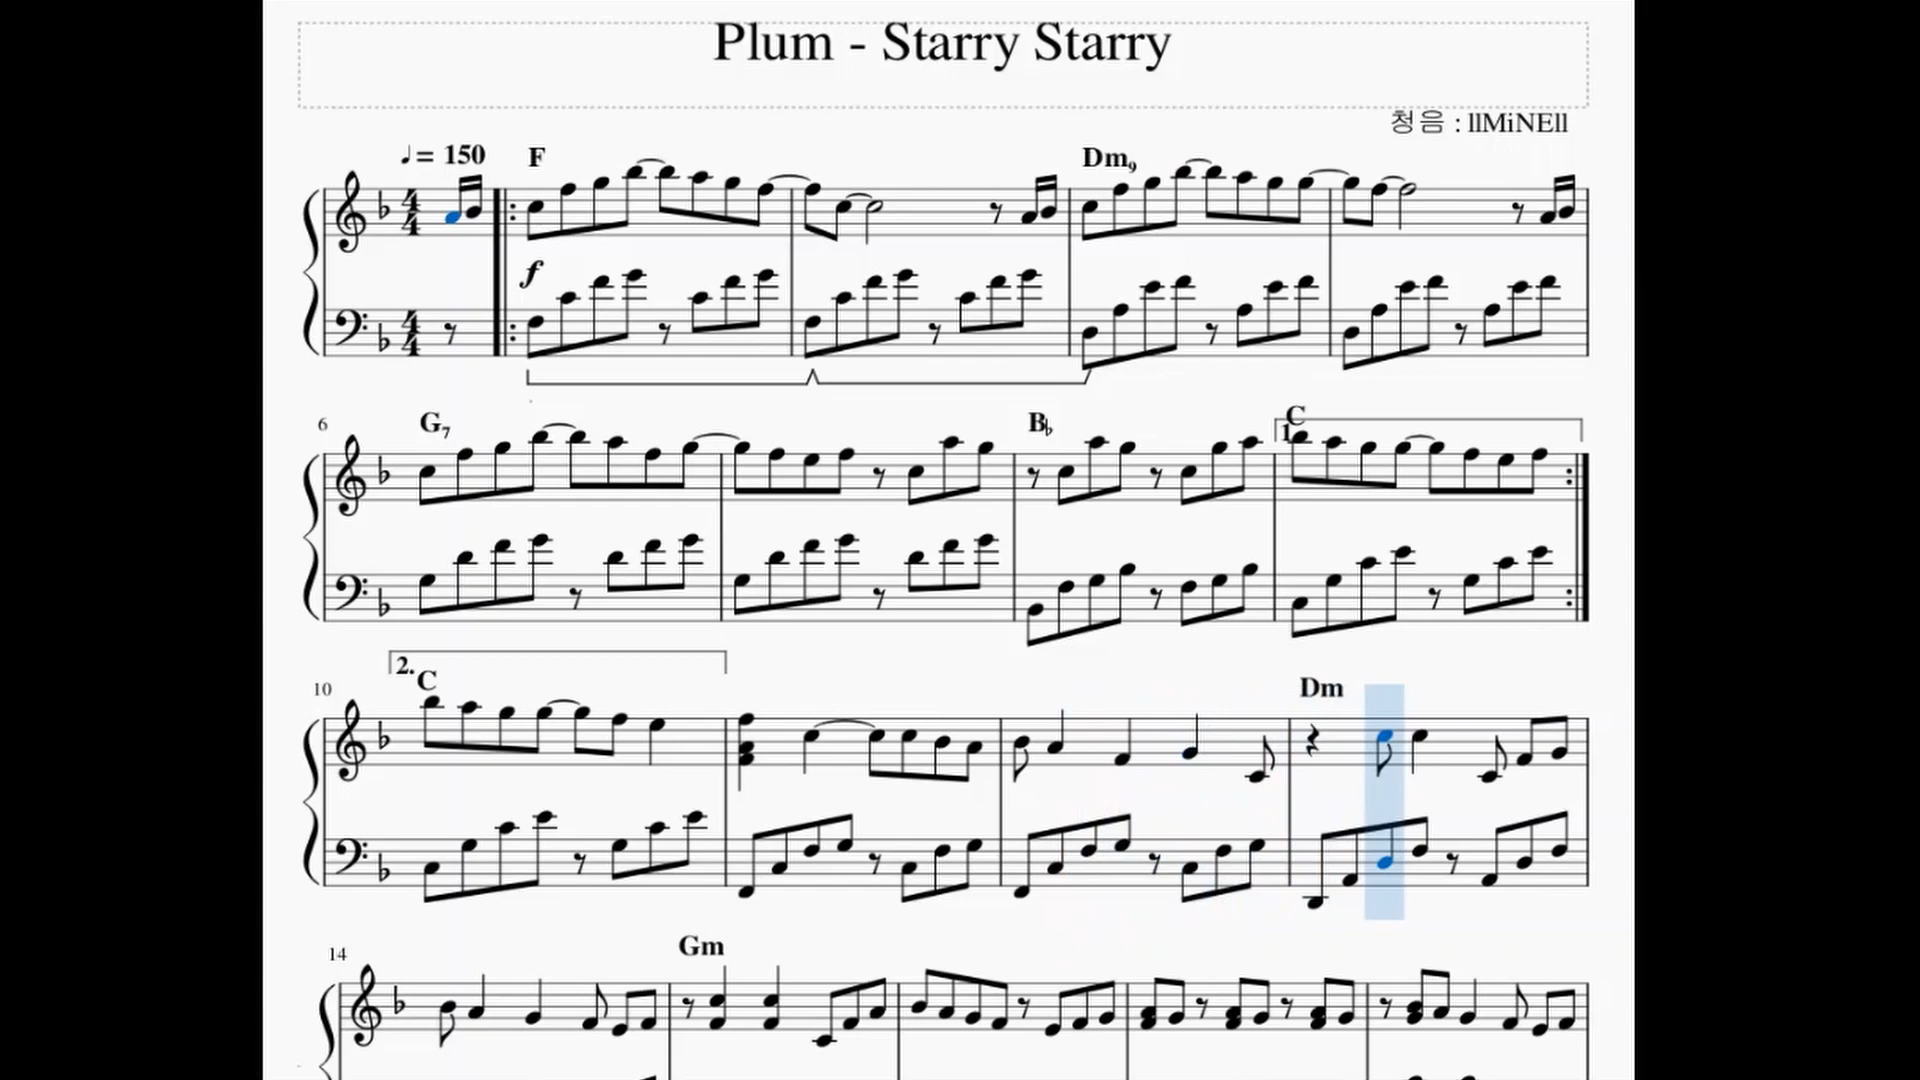 Plum - Starry Starry
청음 : llMiNEll
♩= 150
F
Dm9
f
6
G7
B♭
C
1.
2.
10
C
Dm
14
Gm